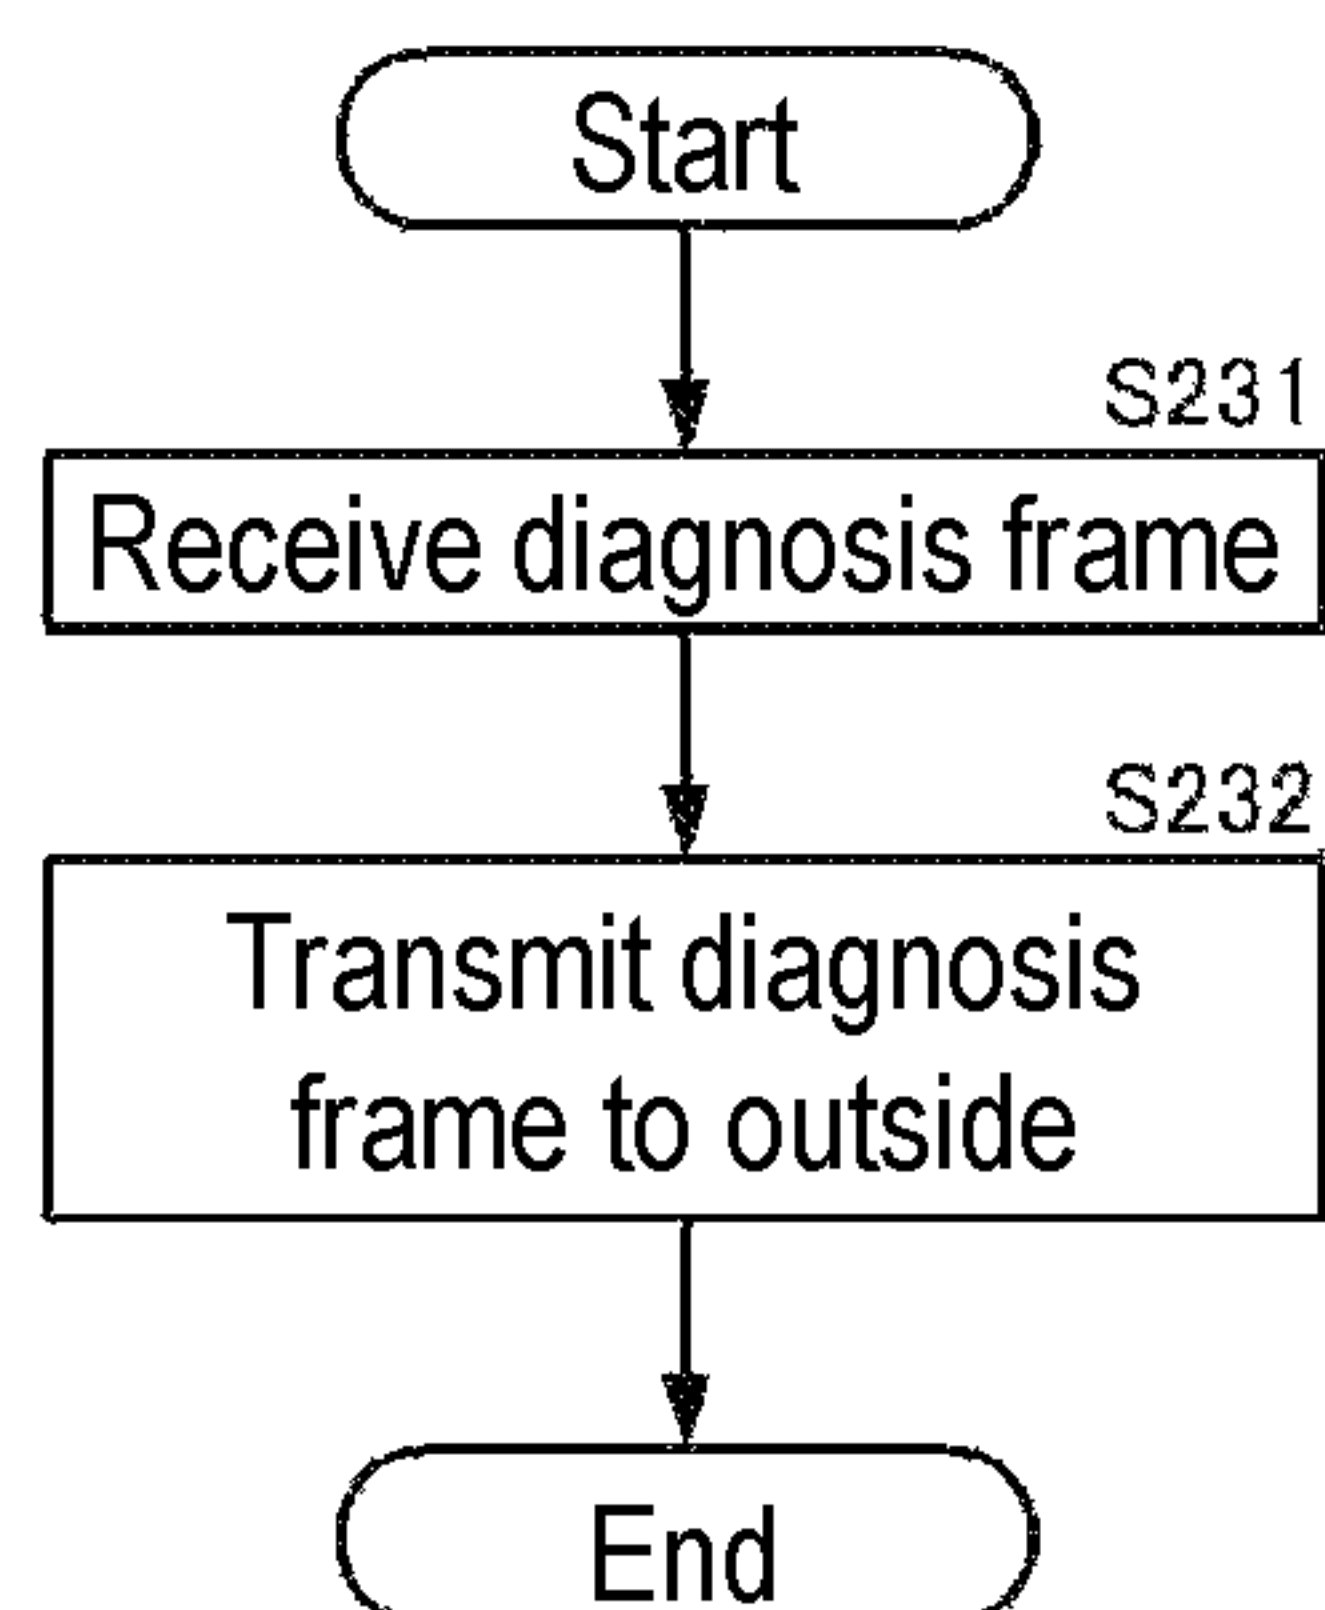 Start
S231
Receive diagnosis frame
S232
Transmit diagnosis
frame to outside
End